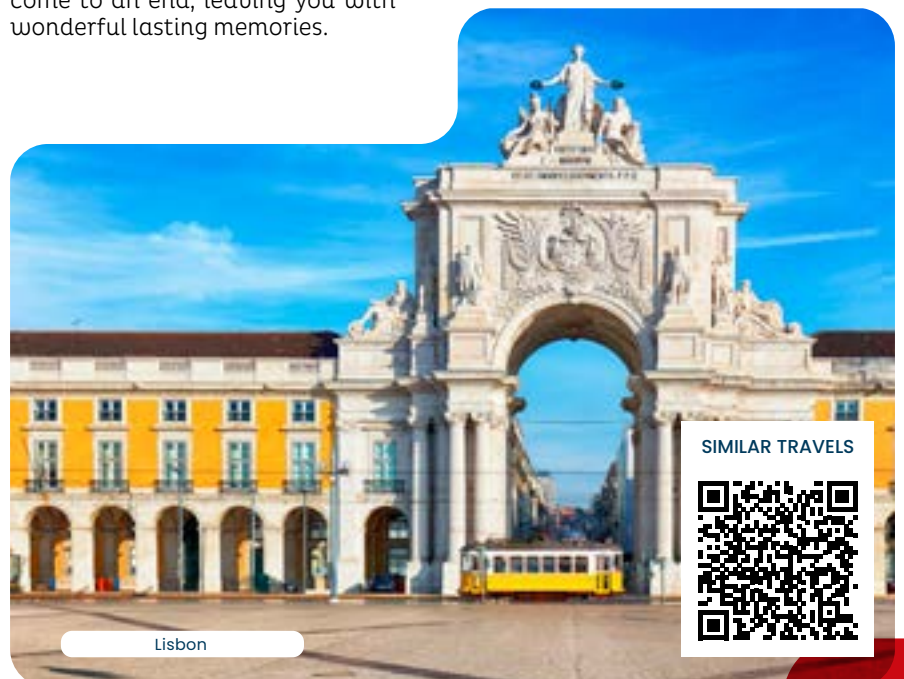 come to an end, leaving you with
wonderful lasting memories.
SIMILAR TRAVELS
Lisbon